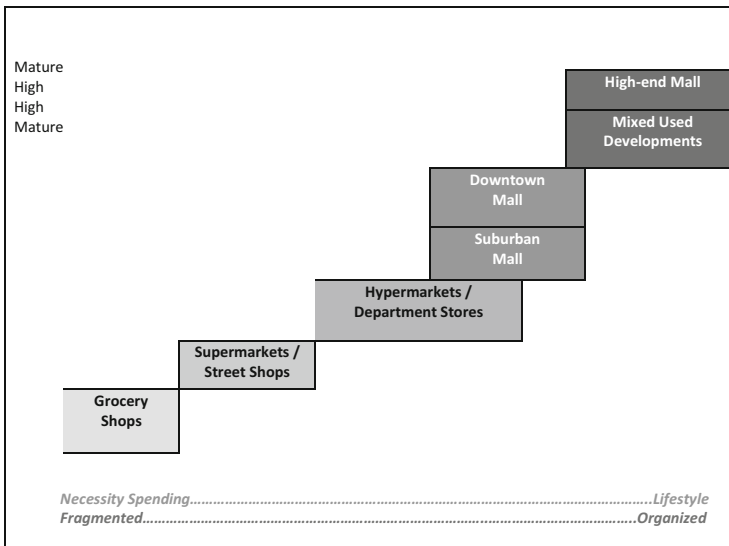 Mature
High
High
Mature
High-end Mall
Mixed Used
Developments
Downtown
Mall
Suburban
Mall
Hypermarkets /
Department Stores
Supermarkets /
Street Shops
Grocery
Shops
Necessity Spending……………………………………………………………………………………………..Lifestyle
Fragmented……………………………………………………………………..………………………………..Organized